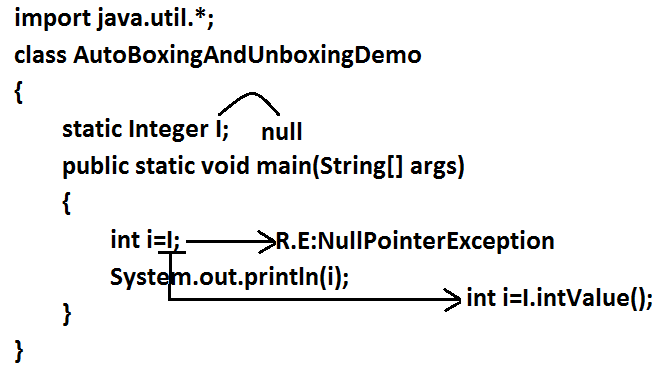 import java.util.*;
class AutoBoxingAndUnboxingDemo
{
static Integer I; null
public static void main(String[] args)
{
int i=I; R.E:NullPointerException
System.out.println(i);
int i=I.intValue();
}
}